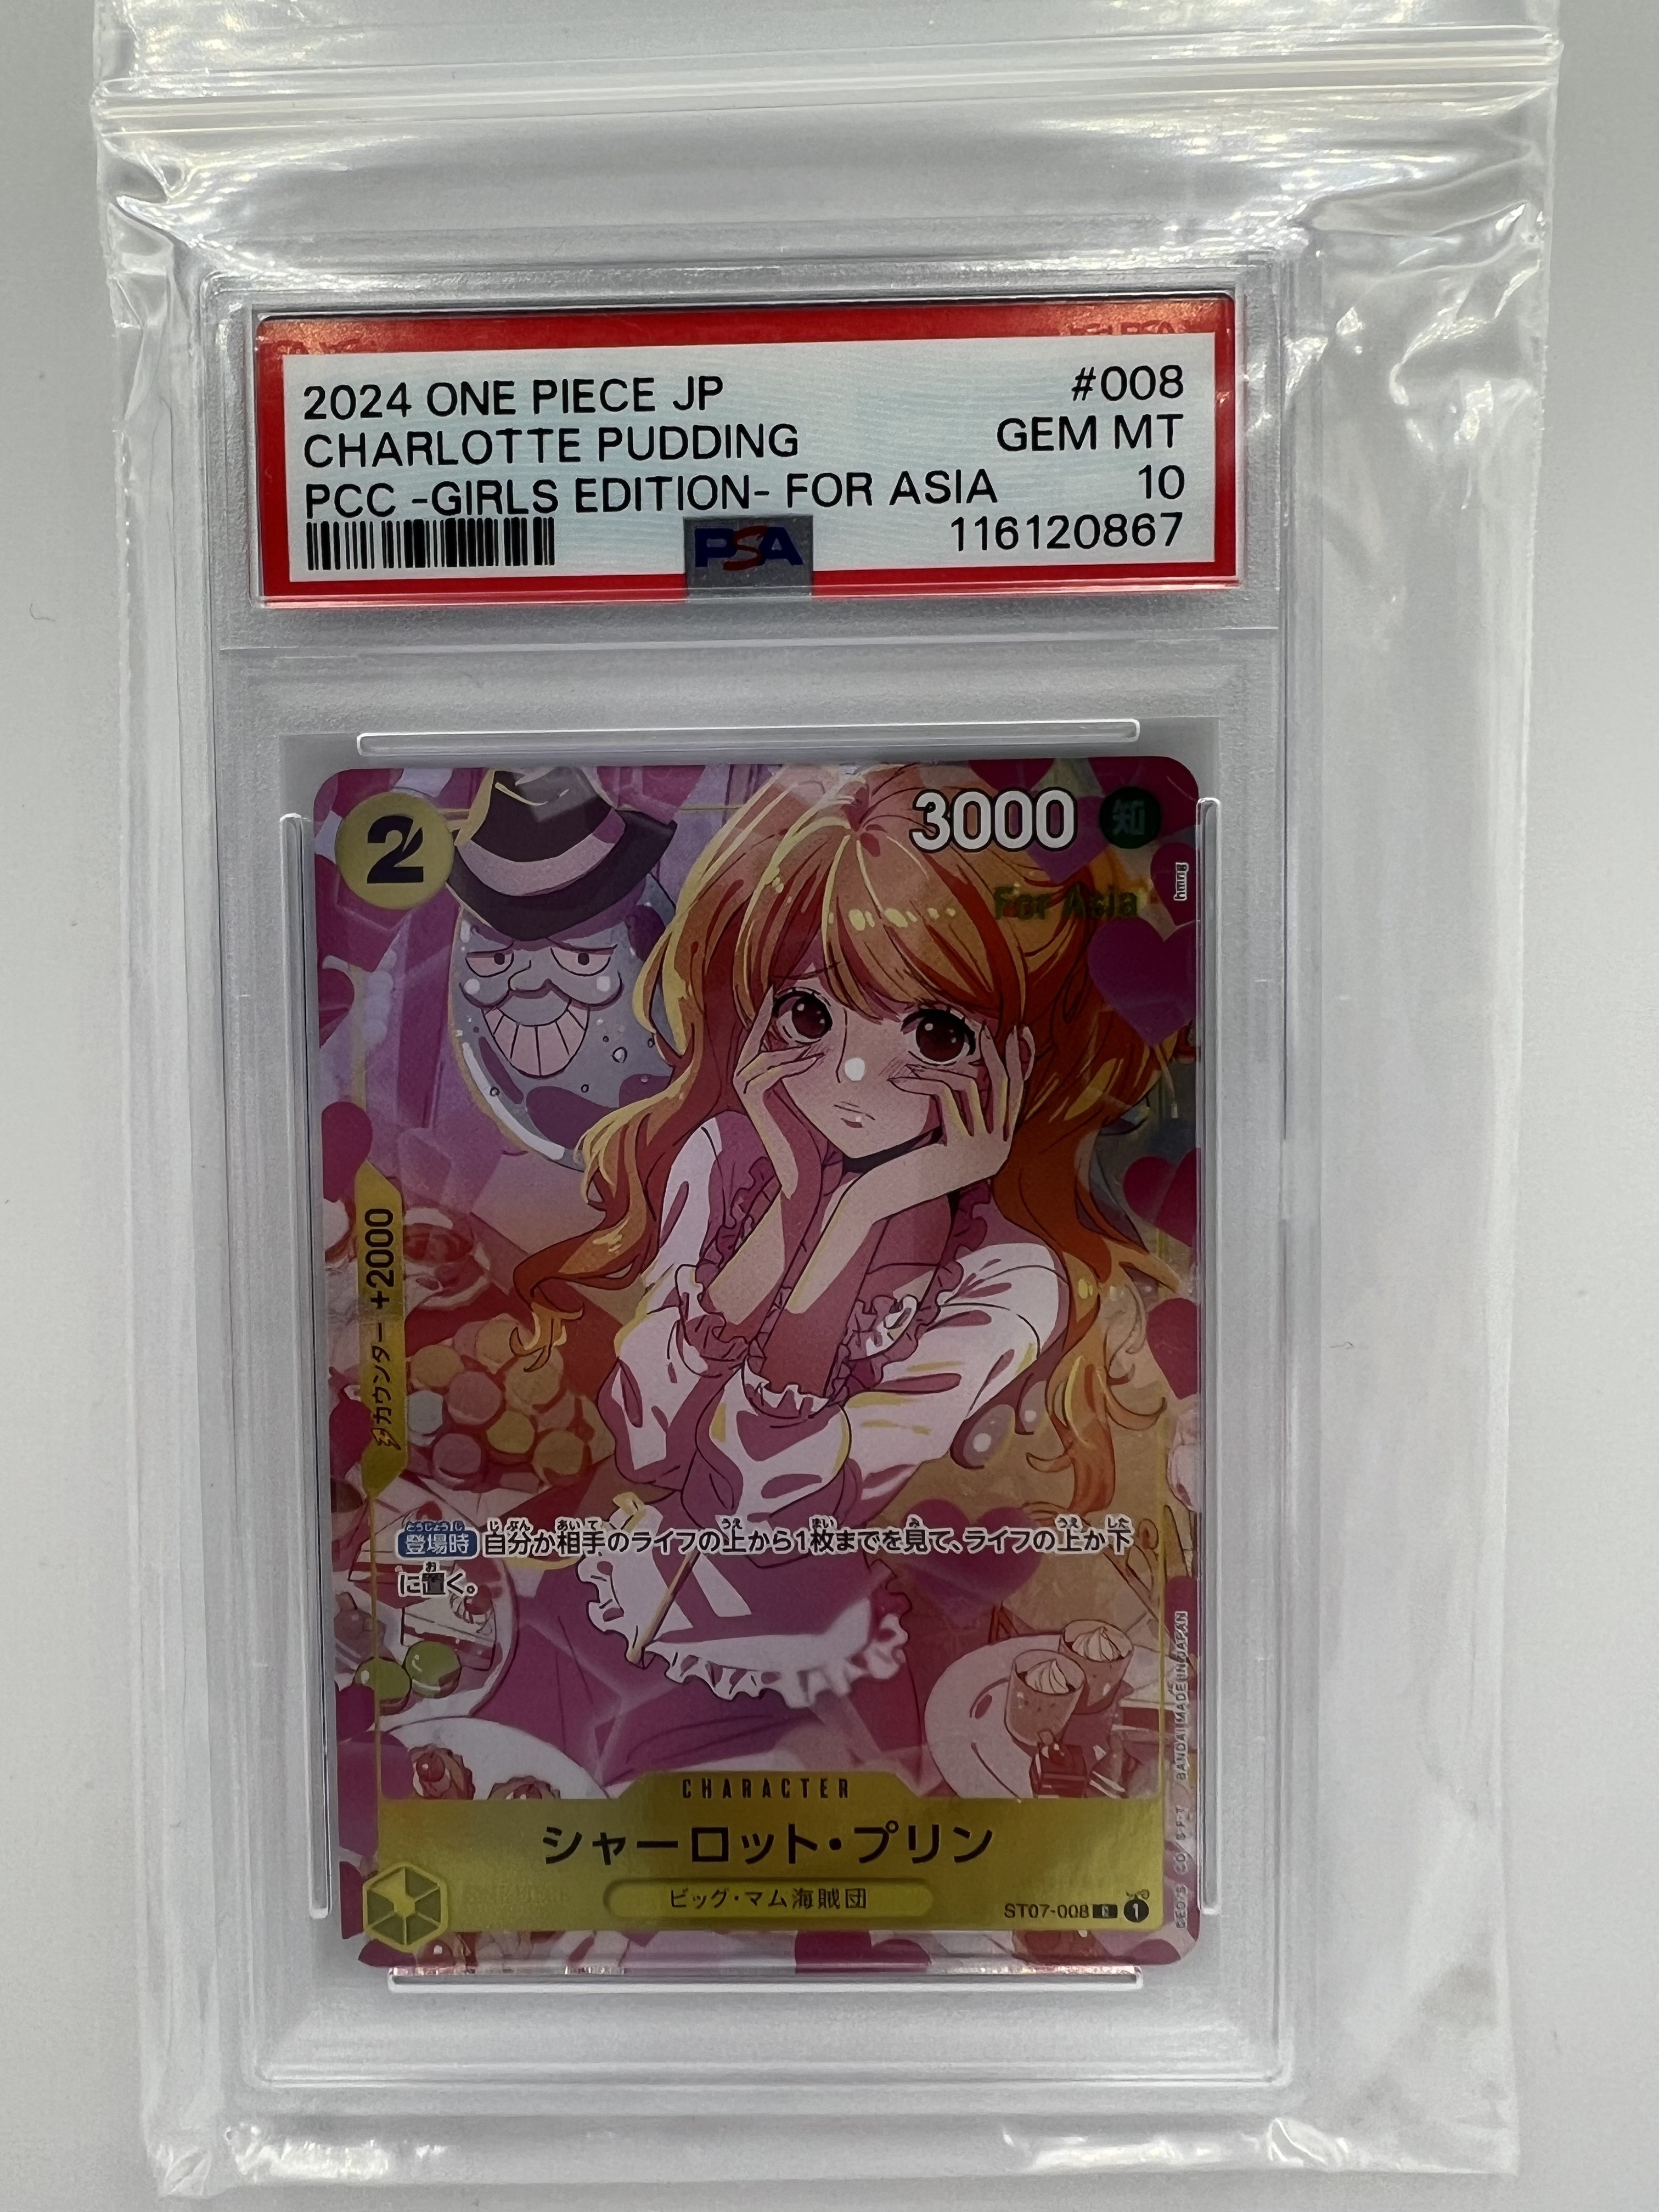 2024 ONE PIECE JP #008
CHARLOTTE PUDDING GEM MT
PCC -GIRLS EDITION- FOR ASIA 10
PSA 116120867
2 3000 知
hmng
For Asia
カウンター +2000
登場時 自分か相手のライフの上から1枚までを見て、ライフの上か下
に置く。
CHARACTER
シャーロット・プリン
ビッグ・マム海賊団
ST07-008 C 1
BANDAI MADE IN JAPAN